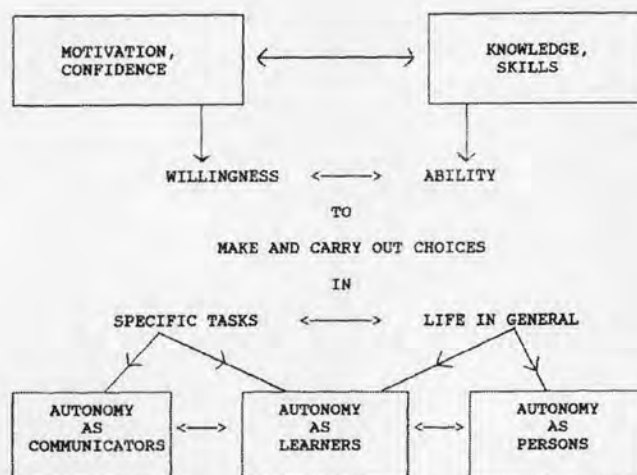 MOTIVATION,
CONFIDENCE
KNOWLEDGE,
SKILLS
WILLINGNESS
ABILITY
TO
MAKE AND CARRY OUT CHOICES
IN
SPECIFIC TASKS
LIFE IN GENERAL
AUTONOMY
AS
COMMUNICATORS
AUTONOMY
AS
LEARNERS
AUTONOMY
AS
PERSONS